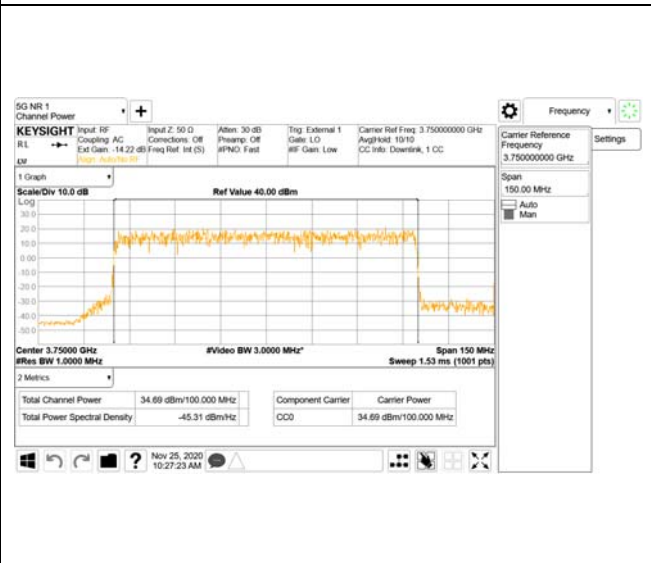 5G NR 1
Channel Power
Frequency
KEYSIGHT
RL
Input: RF
Coupling: AC
Ext Gain: -14.22 dB
Align: Auto/No RF
Input Z: 50 Ω
Corrections: Off
Freq Ref: Int (S)
Atten: 30 dB
Preamp: Off
#PNO: Fast
Trig: External 1
Gate: LO
#IF Gain: Low
Carrier Ref Freq: 3.750000000 GHz
Avg|Hold: 10/10
CC Info: Downlink, 1 CC
Carrier Reference
Frequency
3.750000000 GHz
Settings
Span
150.00 MHz
Auto
Man
1 Graph
Scale/Div 10.0 dB
Ref Value 40.00 dBm
Log
30.0
20.0
10.0
0.00
-10.0
-20.0
-30.0
-40.0
-50.0
Center 3.75000 GHz
#Video BW 3.0000 MHz*
Span 150 MHz
#Res BW 1.0000 MHz
Sweep 1.53 ms (1001 pts)
2 Metrics
Total Channel Power 34.69 dBm/100.000 MHz
Total Power Spectral Density -45.31 dBm/Hz
Component Carrier Carrier Power
CC0 34.69 dBm/100.000 MHz
?
Nov 25, 2020
10:27:23 AM